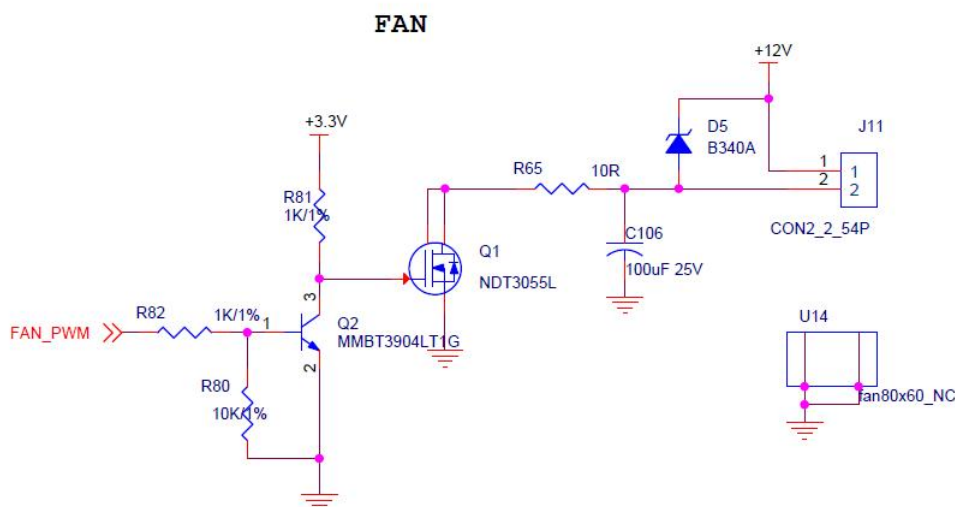 FAN
+12V
+3.3V
D5
B340A
J11
R65
10R
1
2
1
2
R81
1K/1%
C106
100uF 25V
CON2_2_54P
Q1
NDT3055L
3
R82
1K/1%
1
Q2
MMBT3904LT1G
FAN_PWM
2
U14
R80
10K/1%
fan80x60_NC